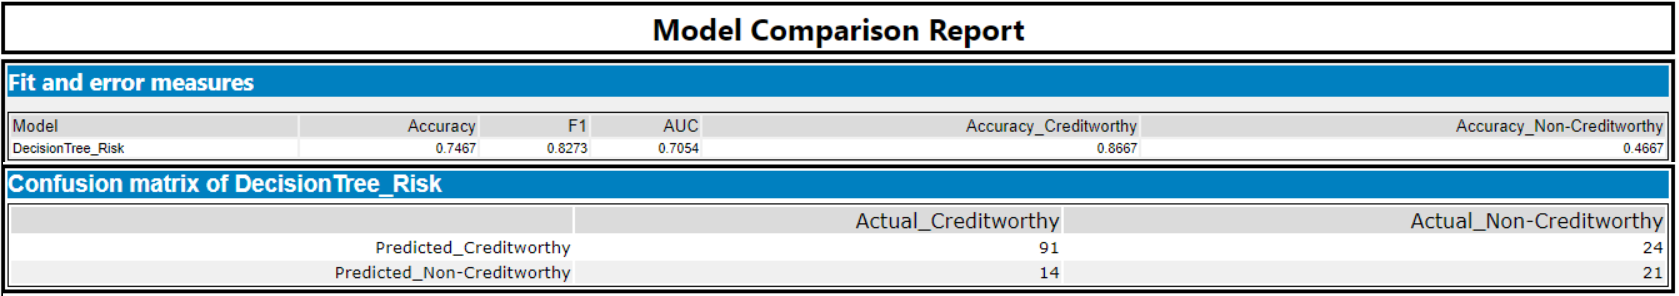 Model Comparison Report
Fit and error measures
Model Accuracy F1 AUC Accuracy_Creditworthy Accuracy_Non-Creditworthy
DecisionTree_Risk 0.7467 0.8273 0.7054 0.8667 0.4667
Confusion matrix of DecisionTree_Risk
Actual_Creditworthy Actual_Non-Creditworthy
Predicted_Creditworthy 91 24
Predicted_Non-Creditworthy 14 21